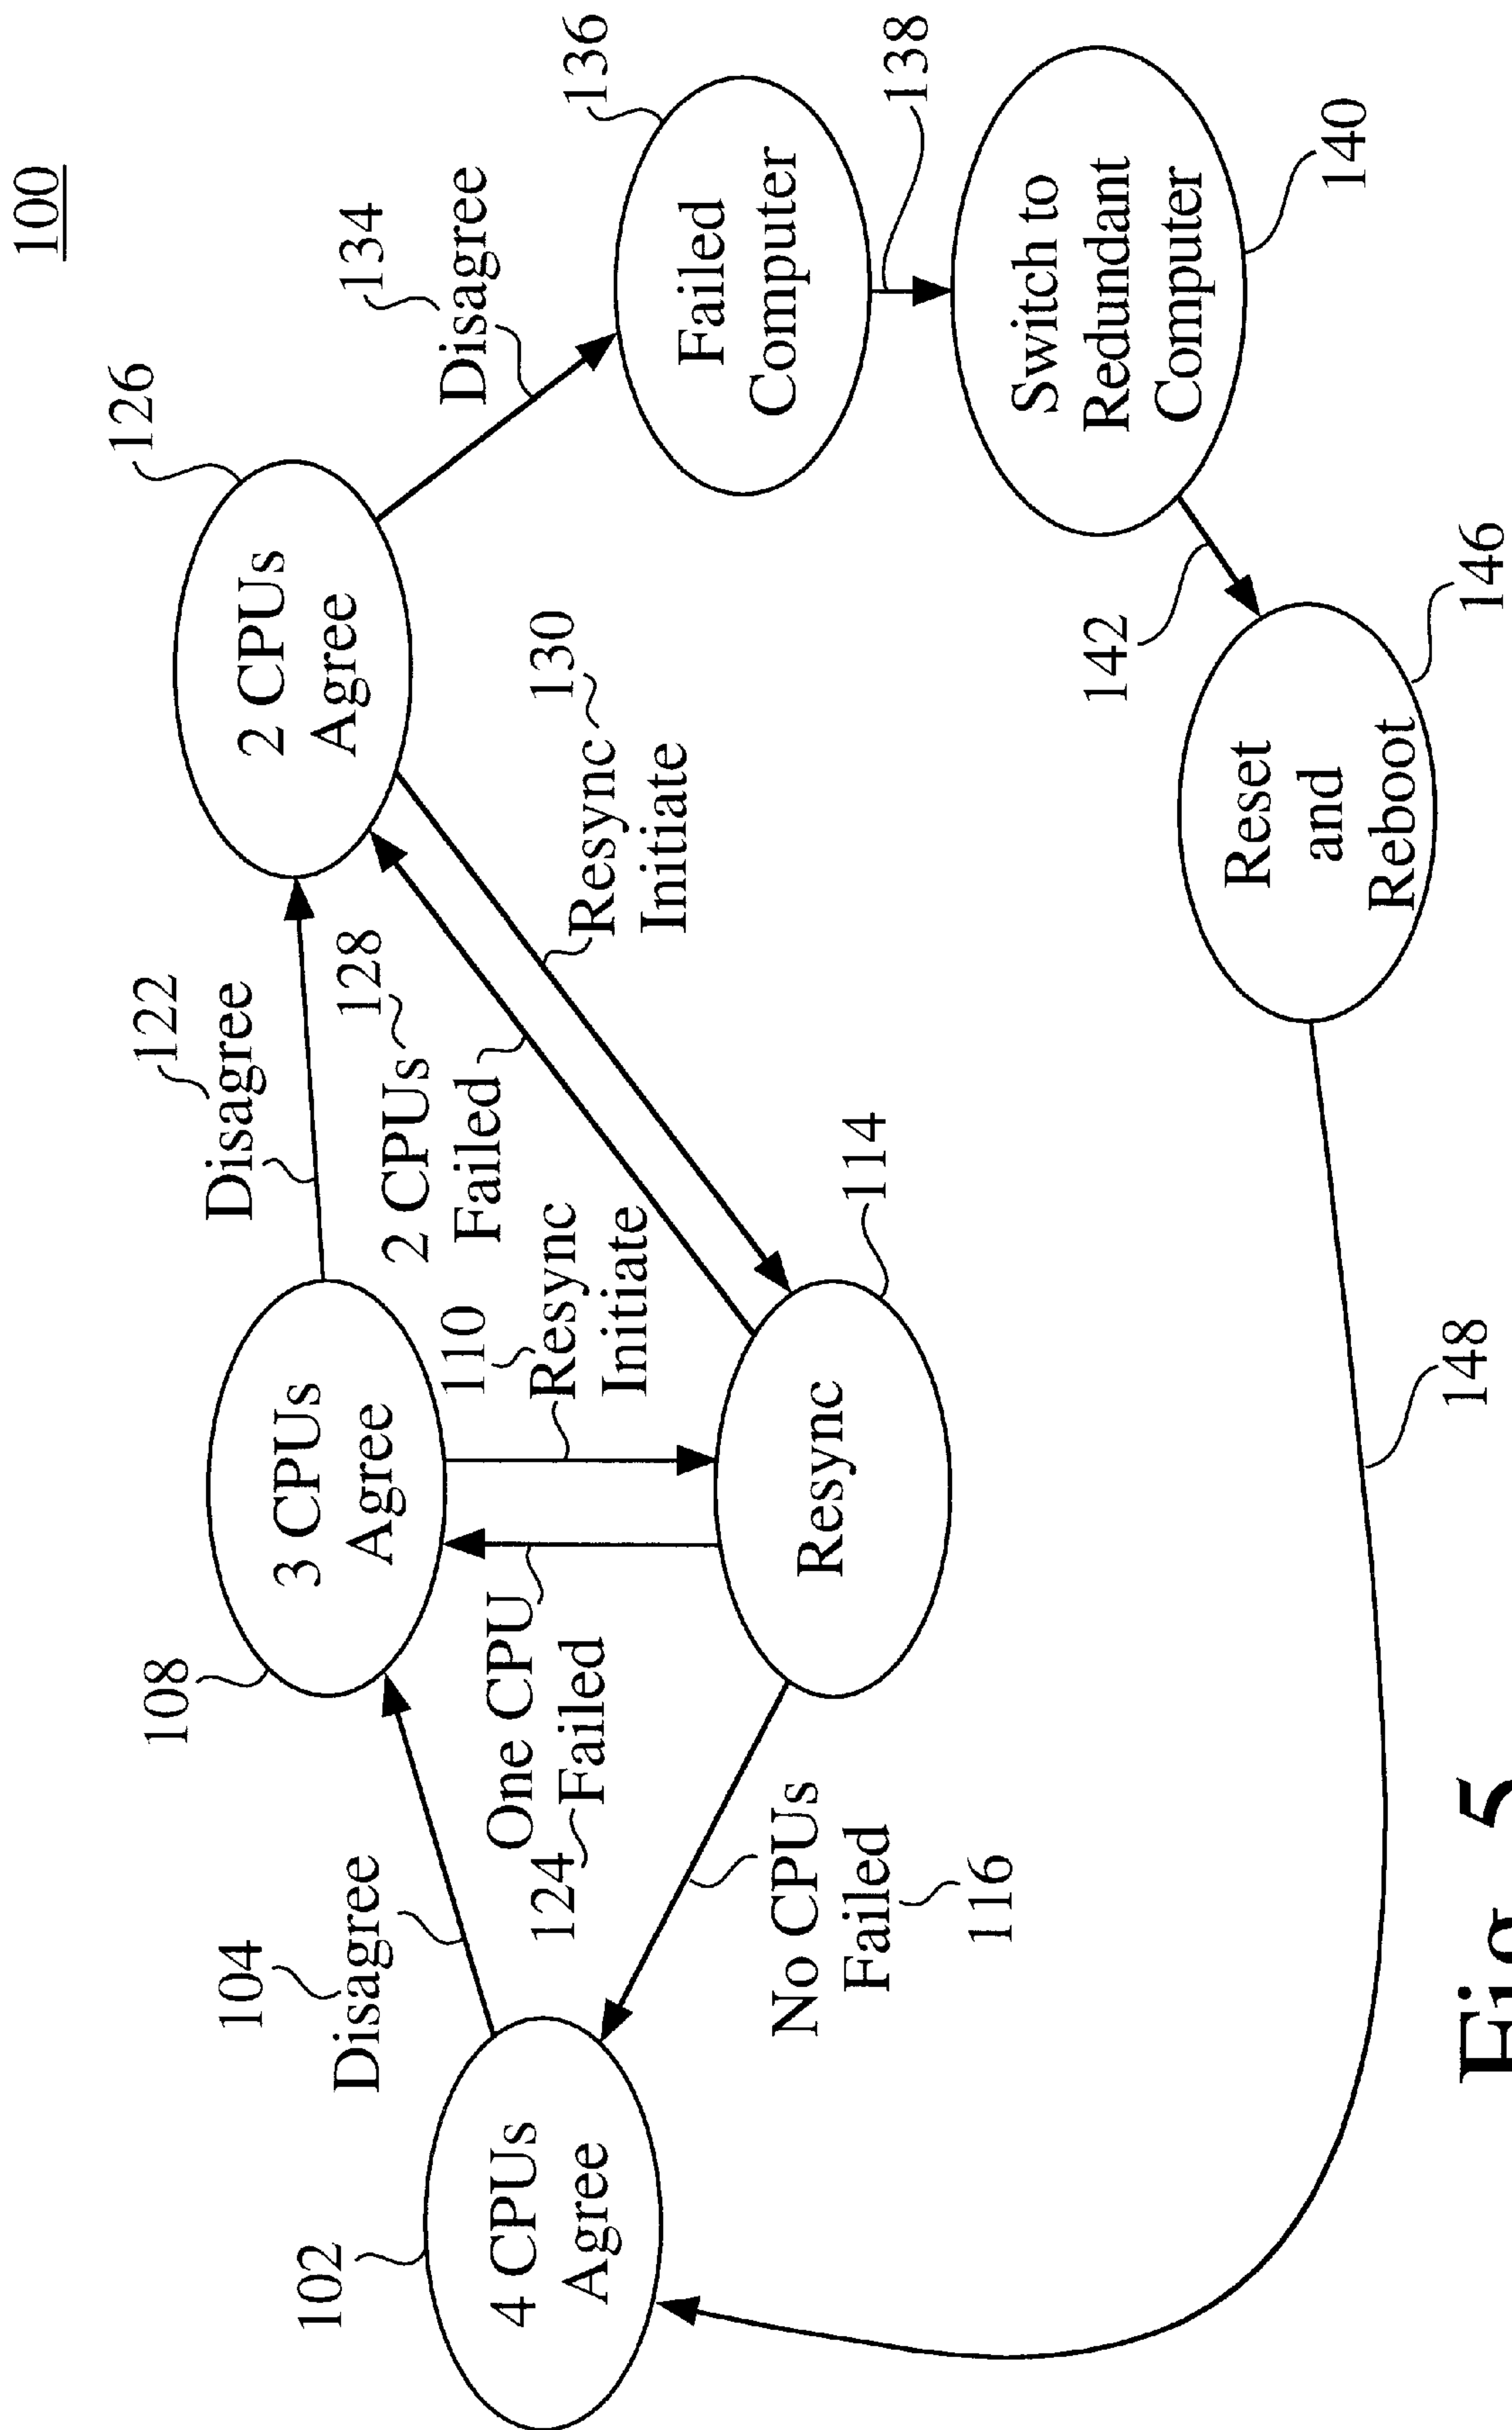 100
102
4 CPUs
Agree
104
Disagree
108
3 CPUs
Agree
122
Disagree
126
2 CPUs
Agree
134
Disagree
136
Failed
Computer
138
Switch to
Redundant
Computer
140
142
Reset
and
Reboot
146
148
One CPU
124 Failed
110
Resync
Initiate
2 CPUs 128
Failed
Resync 130
Initiate
Resync
114
No CPUs
Failed
116
Fig. 5